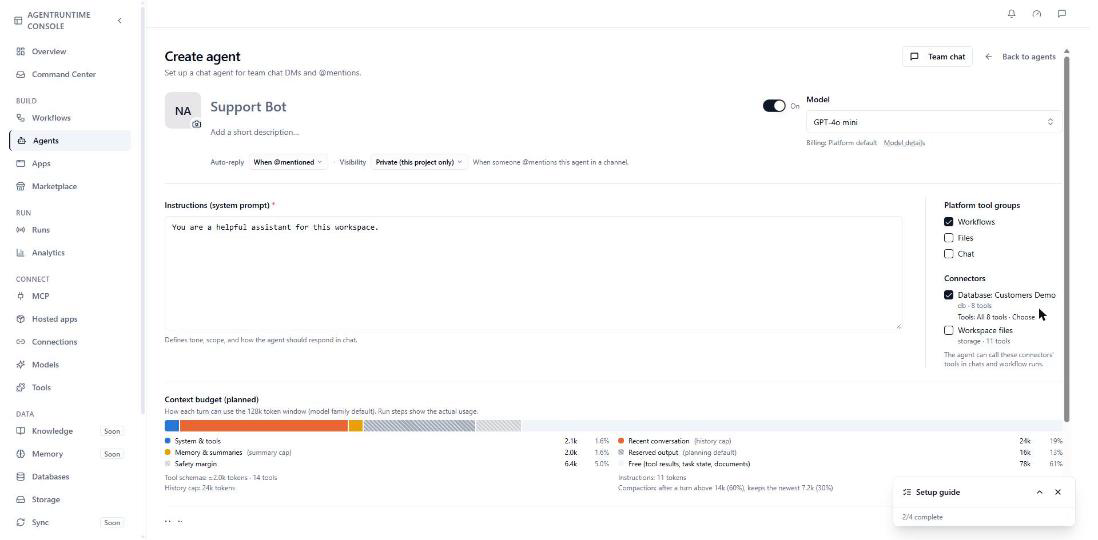 AGENTRUNTIME
CONSOLE
Overview
Command Center
BUILD
Workflows
Agents
Apps
Marketplace
RUN
Runs
Analytics
CONNECT
MCP
Hosted apps
Connections
Models
Tools
DATA
Knowledge Soon
Memory Soon
Databases
Storage
Sync Soon
Create agent
Set up a chat agent for team chat DMs and @mentions.
Team chat
Back to agents
NA
Support Bot
Add a short description...
On
Model
GPT-4o mini
Billing: Platform default · Model details
Auto-reply When @mentioned · Visibility Private (this project only) When someone @mentions this agent in a channel.
Instructions (system prompt) *
You are a helpful assistant for this workspace.
Defines tone, scope, and how the agent should respond in chat.
Platform tool groups
Workflows
Files
Chat
Connectors
Database: Customers Demo
db · 8 tools
Tools: All 8 tools · Choose
Workspace files
storage · 11 tools
The agent can call these connectors'
tools in chats and workflow runs.
Context budget (planned)
How each turn can use the 128k token window (model family default). Run steps show the actual usage.
System & tools 2.1k 1.6%
Recent conversation (history cap) 24k 19%
Memory & summaries (summary cap) 2.0k 1.6%
Reserved output (planning default) 16k 13%
Safety margin 6.4k 5.0%
Free (tool results, task state, documents) 78k 61%
Tool schemas ≈2.0k tokens · 14 tools
Instructions: 11 tokens
History cap: 24k tokens
Compaction: after a turn above 14k (60%), keeps the newest 7.2k (30%)
Setup guide
2/4 complete